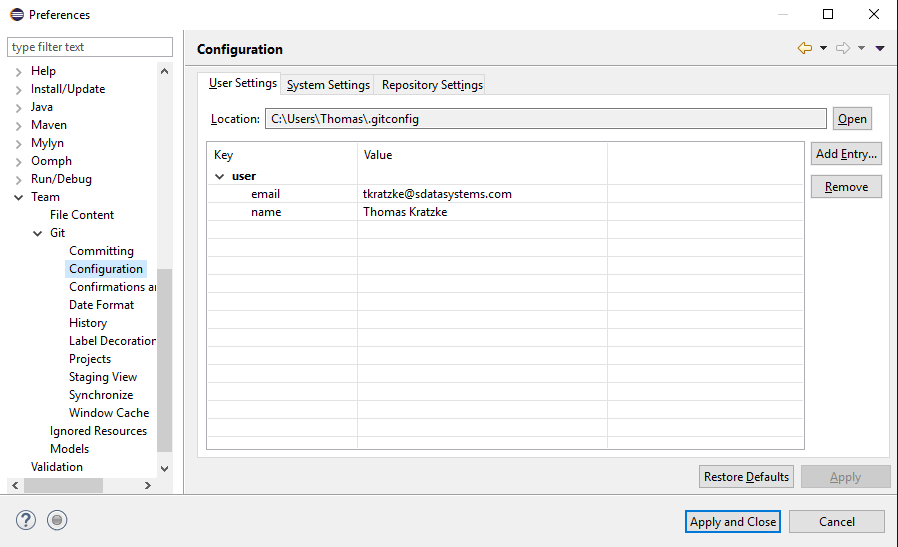 Preferences
type filter text
Help
Install/Update
Java
Maven
Mylyn
Oomph
Run/Debug
Team
File Content
Git
Committing
Configuration
Confirmations a
Date Format
History
Label Decoration
Projects
Staging View
Synchronize
Window Cache
Ignored Resources
Models
Validation
Configuration
User Settings System Settings Repository Settings
Location: C:\Users\Thomas\.gitconfig Open
Key Value
user
email tkratzke@sdatasystems.com
name Thomas Kratzke
Add Entry...
Remove
Restore Defaults Apply
? Apply and Close Cancel